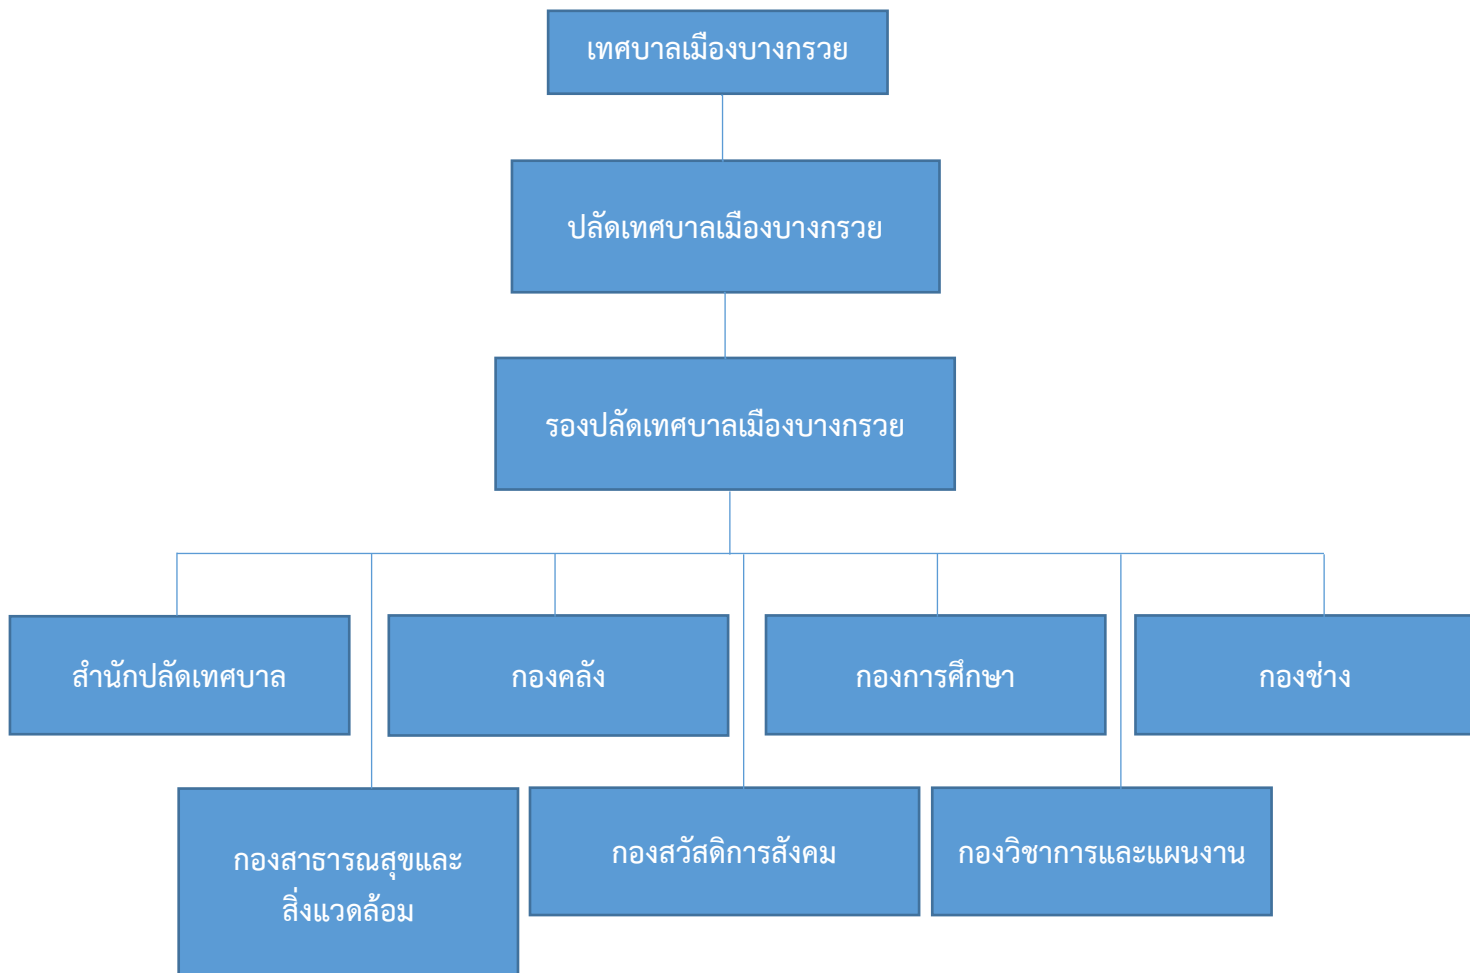 เทศบาลเมืองบางกรวย
ปลัดเทศบาลเมืองบางกรวย
รองปลัดเทศบาลเมืองบางกรวย
สำนักปลัดเทศบาล
กองคลัง
กองการศึกษา
กองช่าง
กองสาธารณสุขและ
สิ่งแวดล้อม
กองสวัสดิการสังคม
กองวิชาการและแผนงาน